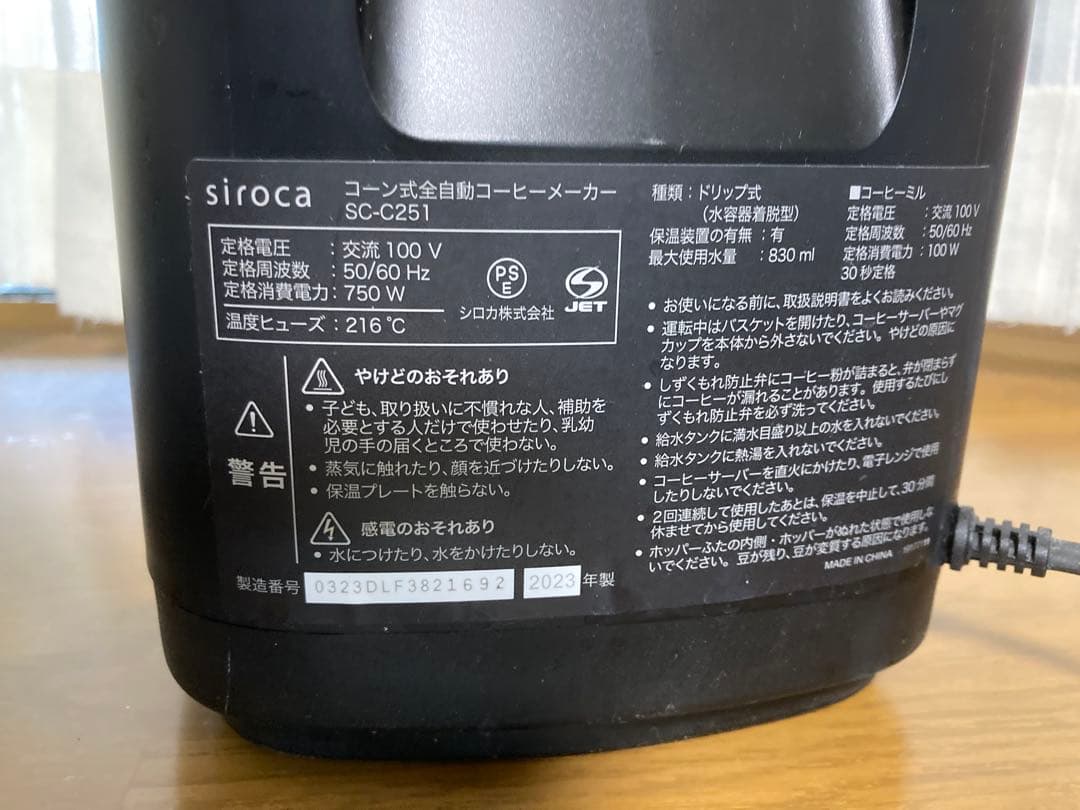 siroca
コーン式全自動コーヒーメーカー
SC-C251
定格電圧 : 交流 100 V
定格周波数 : 50/60 Hz
定格消費電力 : 750 W
温度ヒューズ : 216 ℃
PS
E
シロカ株式会社
JET
警告
やけどのおそれあり
• 子ども、取り扱いに不慣れな人、補助を
必要とする人だけで使わせたり、乳幼
児の手の届くところで使わない。
• 蒸気に触れたり、顔を近づけたりしない。
• 保温プレートを触らない。
感電のおそれあり
• 水につけたり、水をかけたりしない。
製造番号 0323DLF3821692 2023 年製
種類 : ドリップ式
(水容器着脱型)
保温装置の有無 : 有
最大使用水量 : 830 ml
■コーヒーミル
定格電圧 : 交流 100 V
定格周波数 : 50/60 Hz
定格消費電力 : 100 W
30 秒定格
• お使いになる前に、取扱説明書をよくお読みください。
• 運転中はバスケットを開けたり、コーヒーサーバーやマグ
カップを本体から外さないでください。やけどの原因に
なります。
• しずくもれ防止弁にコーヒー粉が詰まると、弁が閉まらず
にコーヒーが漏れることがあります。使用するたびにし
ずくもれ防止弁を必ず洗ってください。
• 給水タンクに満水目盛り以上の水を入れないでください。
• 給水タンクに熱湯を入れないでください。
• コーヒーサーバーを直火にかけたり、電子レンジで使用
したりしないでください。
• 2回連続して使用したあとは、保温を中止して、30 分間
休ませてから使用してください。
• ホッパーふたの内側・ホッパーがぬれた状態で使用しな
いでください。豆が残り、豆が変質する原因になります。
MADE IN CHINA